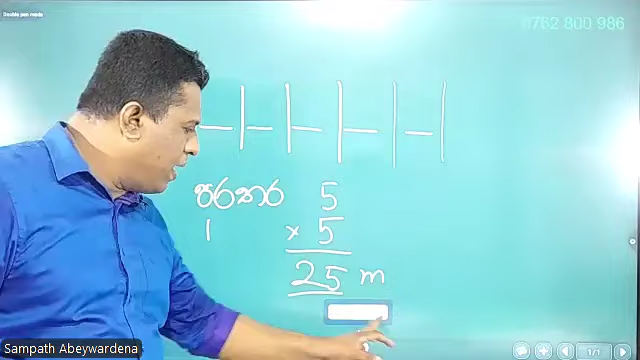 Double pen mode
0762 800 986
පරතර 5
1 × 5
25 m
Sampath Abeywardena
1/1